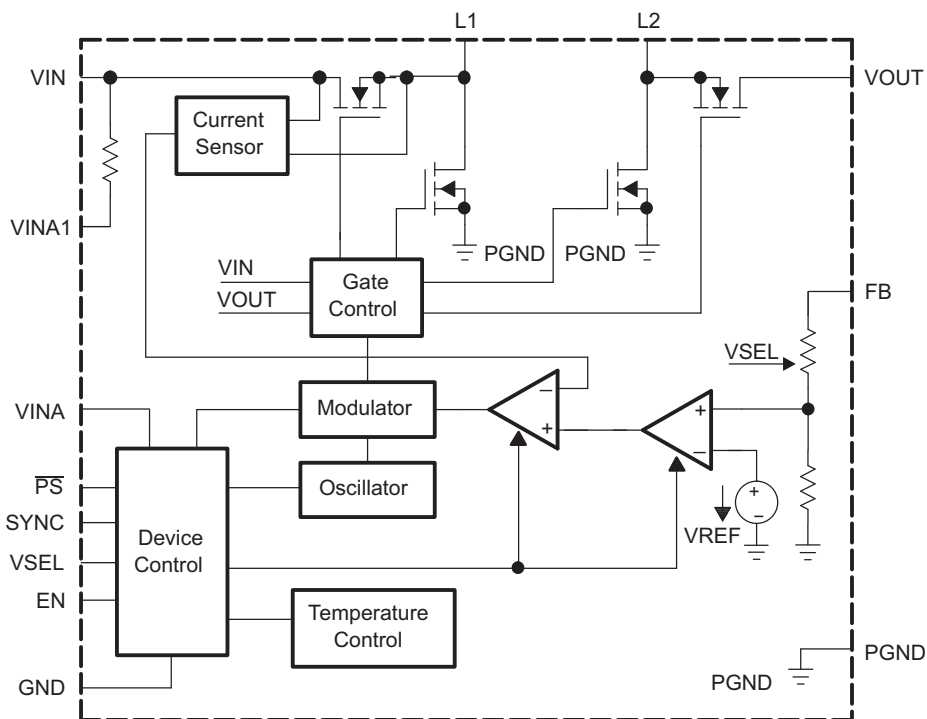 L1
L2
VIN
VOUT
Current
Sensor
VINA1
PGND
PGND
VIN
VOUT
Gate
Control
FB
VSEL
VINA
Modulator
−
+
+
−
PS
Oscillator
+
−
SYNC
VREF
Device
Control
VSEL
EN
Temperature
Control
PGND
PGND
GND